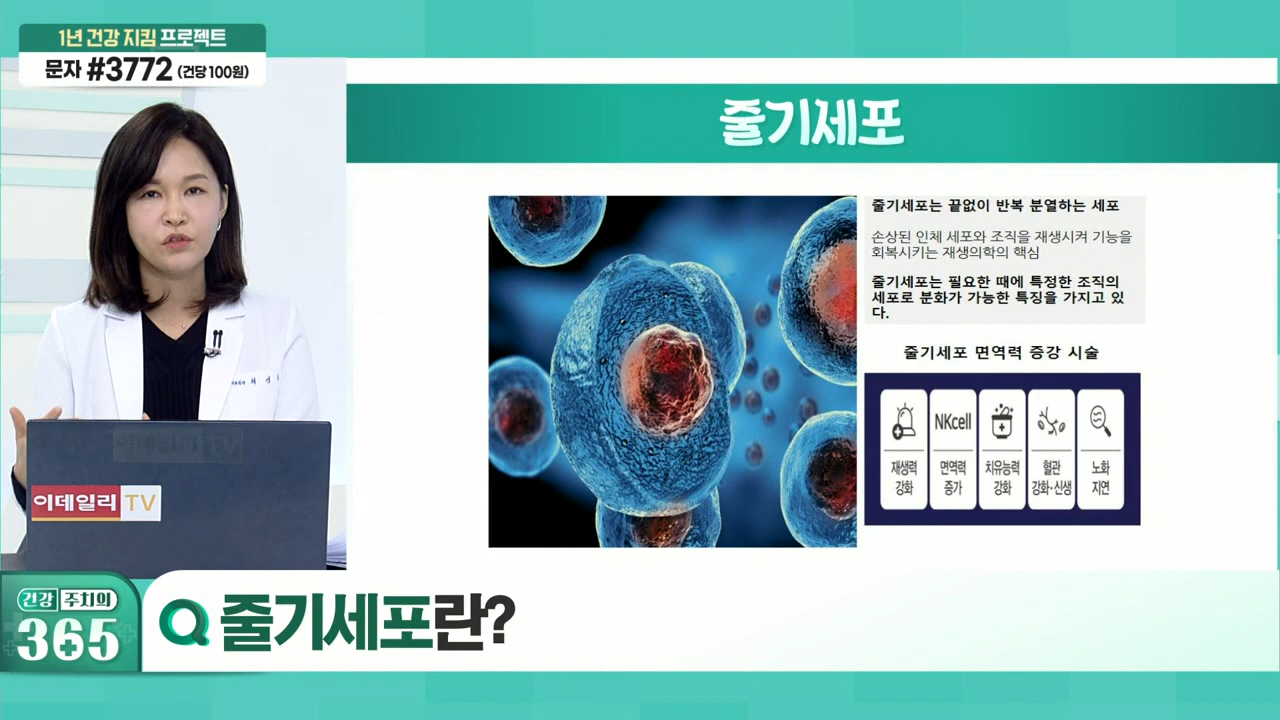 1년 건강 지킴 프로젝트
문자 #3772 (건당 100원)
줄기세포
줄기세포는 끝없이 반복 분열하는 세포
손상된 인체 세포와 조직을 재생시켜 기능을
회복시키는 재생의학의 핵심
줄기세포는 필요한 때에 특정한 조직의
세포로 분화가 가능한 특징을 가지고 있
다.
줄기세포 면역력 증강 시술
NKcell
재생력
강화
면역력
증가
치유능력
강화
혈관
강화·신생
노화
지연
이데일리 TV
이데일리 TV
건강 주치의
365
Q 줄기세포란?